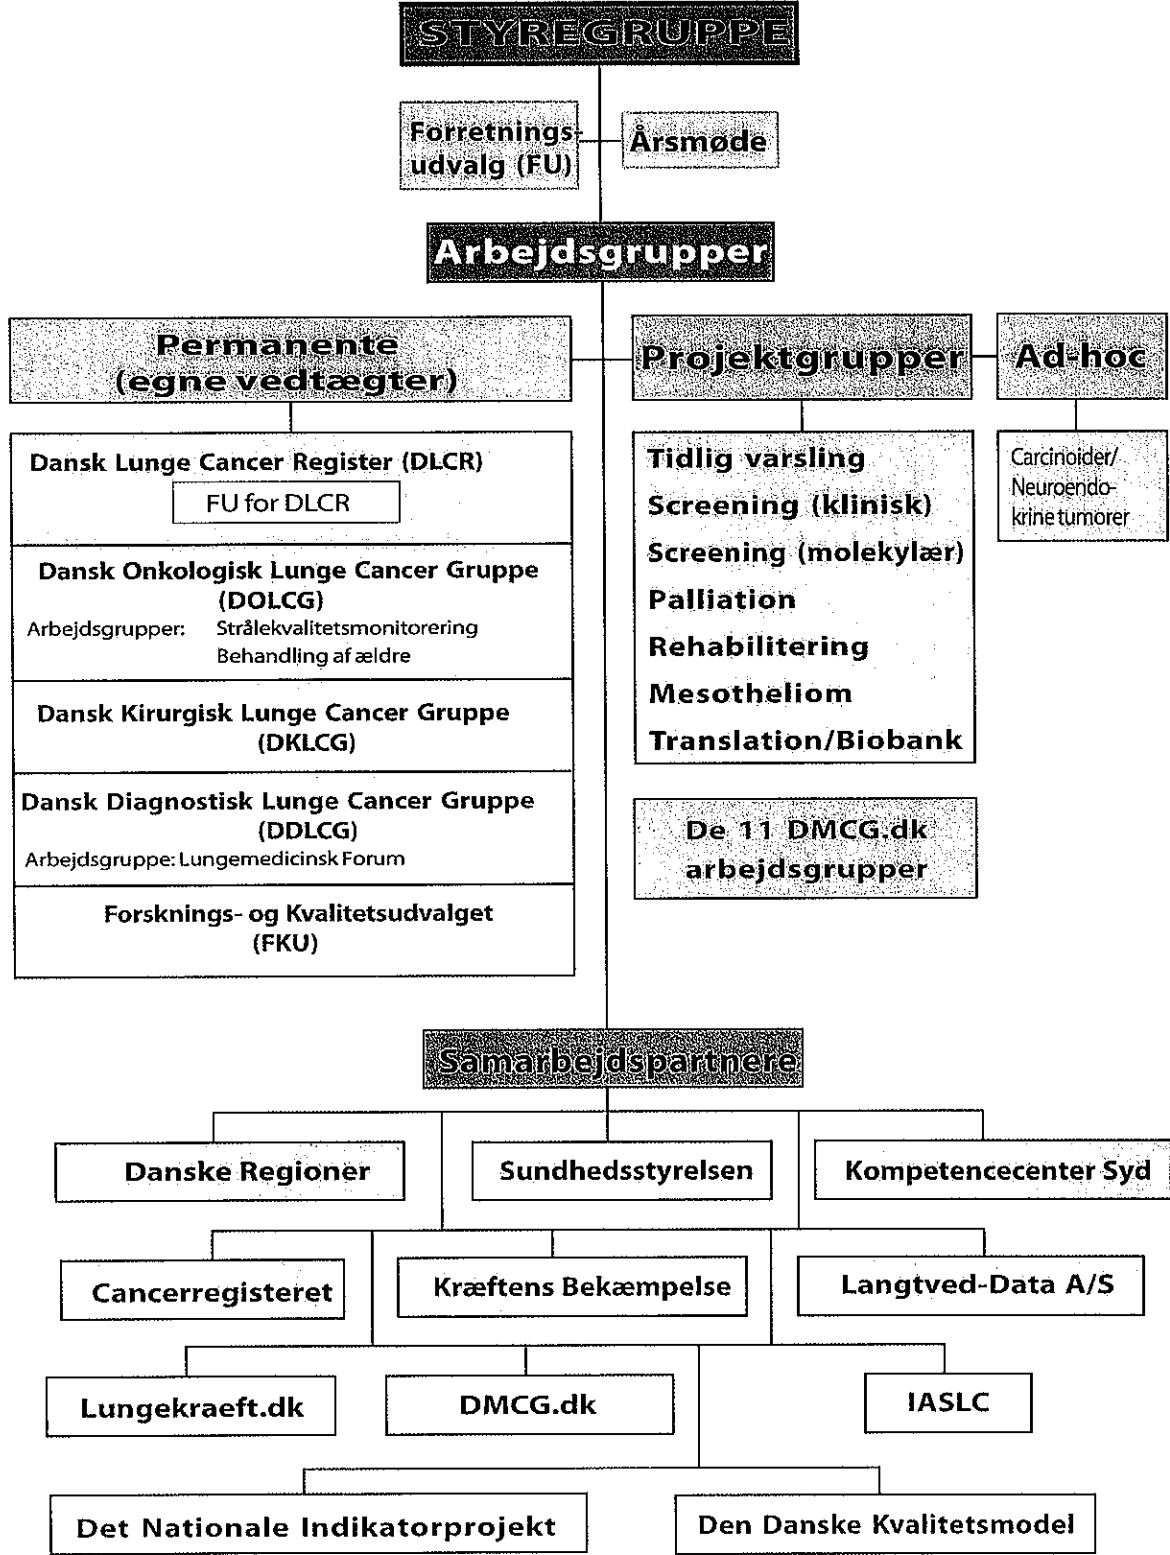 STYREGRUPPE
Forretnings-
udvalg (FU)
Årsmøde
Arbejdsgrupper
Permanente
(egne vedtægter)
Projektgrupper
Ad-hoc
Dansk Lunge Cancer Register (DLCR)
FU for DLCR
Dansk Onkologisk Lunge Cancer Gruppe
(DOLCG)
Arbejdsgrupper: Strålekvalitetsmonitorering
Behandling af ældre
Dansk Kirurgisk Lunge Cancer Gruppe
(DKLCG)
Dansk Diagnostisk Lunge Cancer Gruppe
(DDLCG)
Arbejdsgruppe: Lungemedicinsk Forum
Forsknings- og Kvalitetsudvalget
(FKU)
Tidlig varsling
Screening (klinisk)
Screening (molekylær)
Palliation
Rehabilitering
Mesotheliom
Translation/Biobank
Carcinoider/
Neuroendo-
krine tumorer
De 11 DMCG.dk
arbejdsgrupper
Samarbejdspartnere
Danske Regioner
Sundhedsstyrelsen
Kompetencecenter Syd
Cancerregisteret
Kræftens Bekæmpelse
Langtved-Data A/S
Lungekraeft.dk
DMCG.dk
IASLC
Det Nationale Indikatorprojekt
Den Danske Kvalitetsmodel